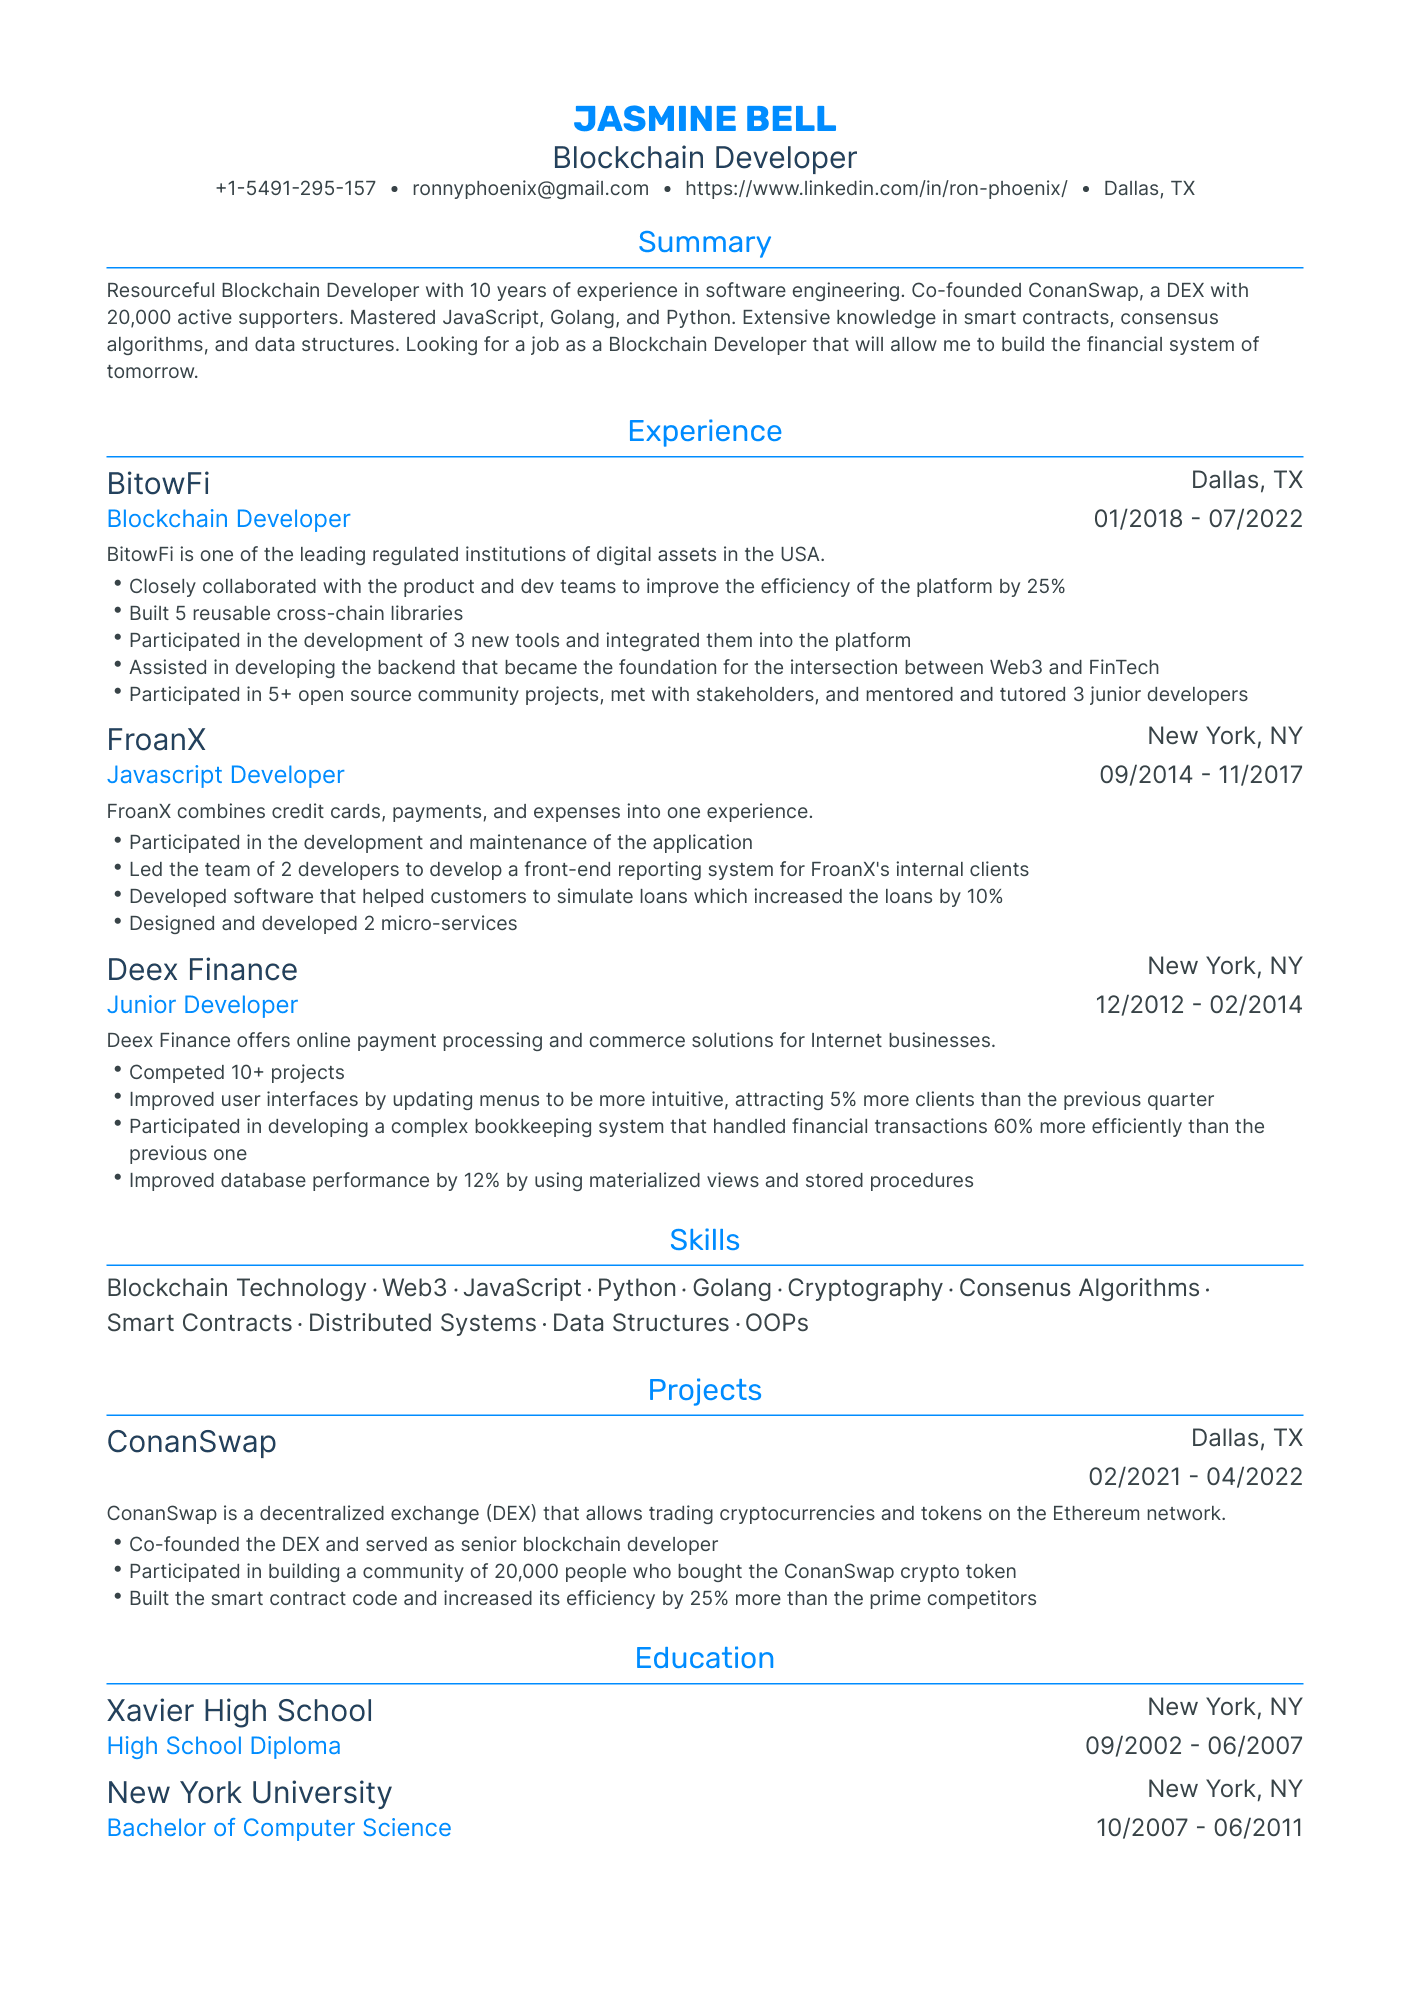 JASMINE BELL
Blockchain Developer
+1-5491-295-157 • ronnyphoenix@gmail.com • https://www.linkedin.com/in/ron-phoenix/ • Dallas, TX
Summary
Resourceful Blockchain Developer with 10 years of experience in software engineering. Co-founded ConanSwap, a DEX with
20,000 active supporters. Mastered JavaScript, Golang, and Python. Extensive knowledge in smart contracts, consensus
algorithms, and data structures. Looking for a job as a Blockchain Developer that will allow me to build the financial system of
tomorrow.
Experience
BitowFi Dallas, TX
Blockchain Developer 01/2018 - 07/2022
BitowFi is one of the leading regulated institutions of digital assets in the USA.
• Closely collaborated with the product and dev teams to improve the efficiency of the platform by 25%
• Built 5 reusable cross-chain libraries
• Participated in the development of 3 new tools and integrated them into the platform
• Assisted in developing the backend that became the foundation for the intersection between Web3 and FinTech
• Participated in 5+ open source community projects, met with stakeholders, and mentored and tutored 3 junior developers
FroanX New York, NY
Javascript Developer 09/2014 - 11/2017
FroanX combines credit cards, payments, and expenses into one experience.
• Participated in the development and maintenance of the application
• Led the team of 2 developers to develop a front-end reporting system for FroanX's internal clients
• Developed software that helped customers to simulate loans which increased the loans by 10%
• Designed and developed 2 micro-services
Deex Finance New York, NY
Junior Developer 12/2012 - 02/2014
Deex Finance offers online payment processing and commerce solutions for Internet businesses.
• Competed 10+ projects
• Improved user interfaces by updating menus to be more intuitive, attracting 5% more clients than the previous quarter
• Participated in developing a complex bookkeeping system that handled financial transactions 60% more efficiently than the
previous one
• Improved database performance by 12% by using materialized views and stored procedures
Skills
Blockchain Technology · Web3 · JavaScript · Python · Golang · Cryptography · Consenus Algorithms ·
Smart Contracts · Distributed Systems · Data Structures · OOPs
Projects
ConanSwap Dallas, TX
02/2021 - 04/2022
ConanSwap is a decentralized exchange (DEX) that allows trading cryptocurrencies and tokens on the Ethereum network.
• Co-founded the DEX and served as senior blockchain developer
• Participated in building a community of 20,000 people who bought the ConanSwap crypto token
• Built the smart contract code and increased its efficiency by 25% more than the prime competitors
Education
Xavier High School New York, NY
High School Diploma 09/2002 - 06/2007
New York University New York, NY
Bachelor of Computer Science 10/2007 - 06/2011